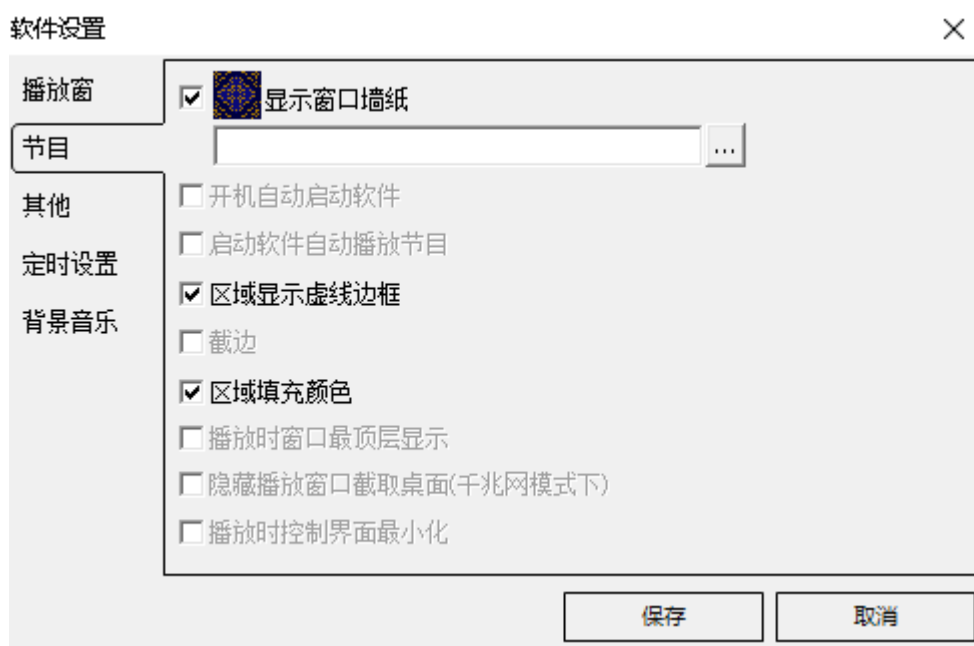 软件设置
播放窗
节目
其他
定时设置
背景音乐
显示窗口墙纸
...
开机自动启动软件
启动软件自动播放节目
区域显示虚线边框
截边
区域填充颜色
播放时窗口最顶层显示
隐藏播放窗口截取桌面(千兆网模式下)
播放时控制界面最小化
保存
取消